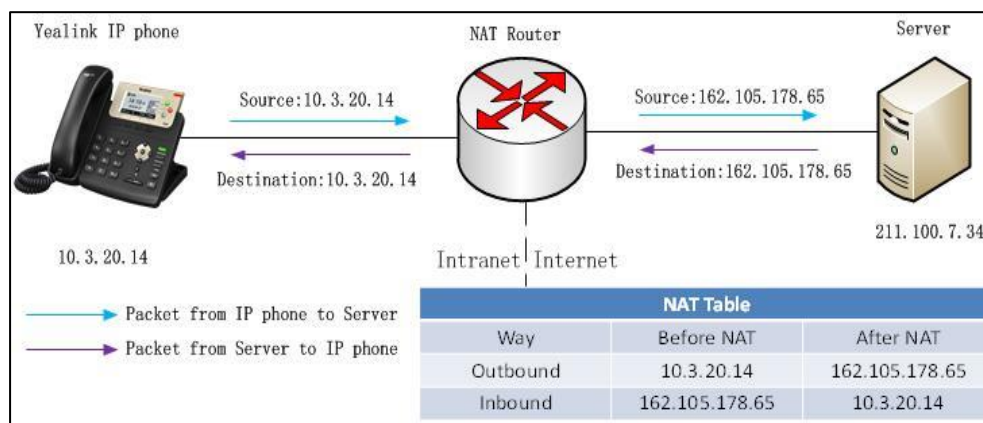 Yealink IP phone
NAT Router
Server
Source:10.3.20.14
Source:162.105.178.65
Destination:10.3.20.14
Destination:162.105.178.65
10.3.20.14
211.100.7.34
Intranet Internet
Packet from IP phone to Server
Packet from Server to IP phone
NAT Table
Way Before NAT After NAT
Outbound 10.3.20.14 162.105.178.65
Inbound 162.105.178.65 10.3.20.14